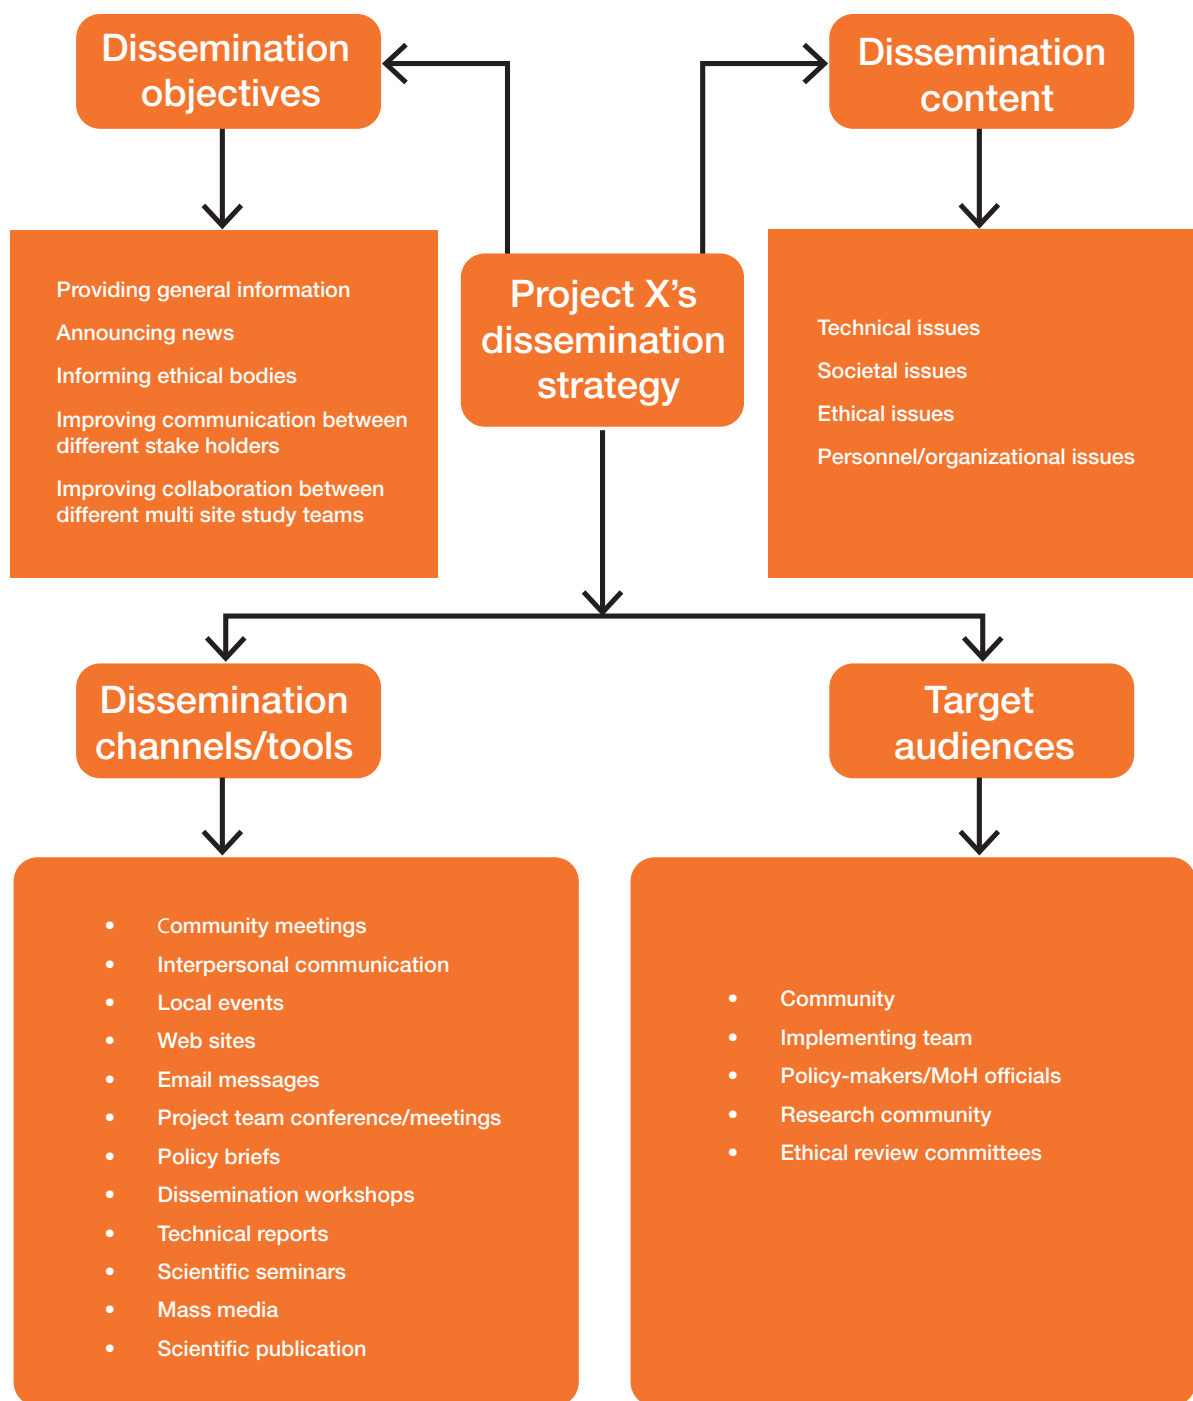 Dissemination
objectives
Dissemination
content
Providing general information
Announcing news
Informing ethical bodies
Improving communication between
different stake holders
Improving collaboration between
different multi site study teams
Project X’s
dissemination
strategy
Technical issues
Societal issues
Ethical issues
Personnel/organizational issues
Dissemination
channels/tools
Target
audiences
• Community meetings
• Interpersonal communication
• Local events
• Web sites
• Email messages
• Project team conference/meetings
• Policy briefs
• Dissemination workshops
• Technical reports
• Scientific seminars
• Mass media
• Scientific publication
• Community
• Implementing team
• Policy-makers/MoH officials
• Research community
• Ethical review committees